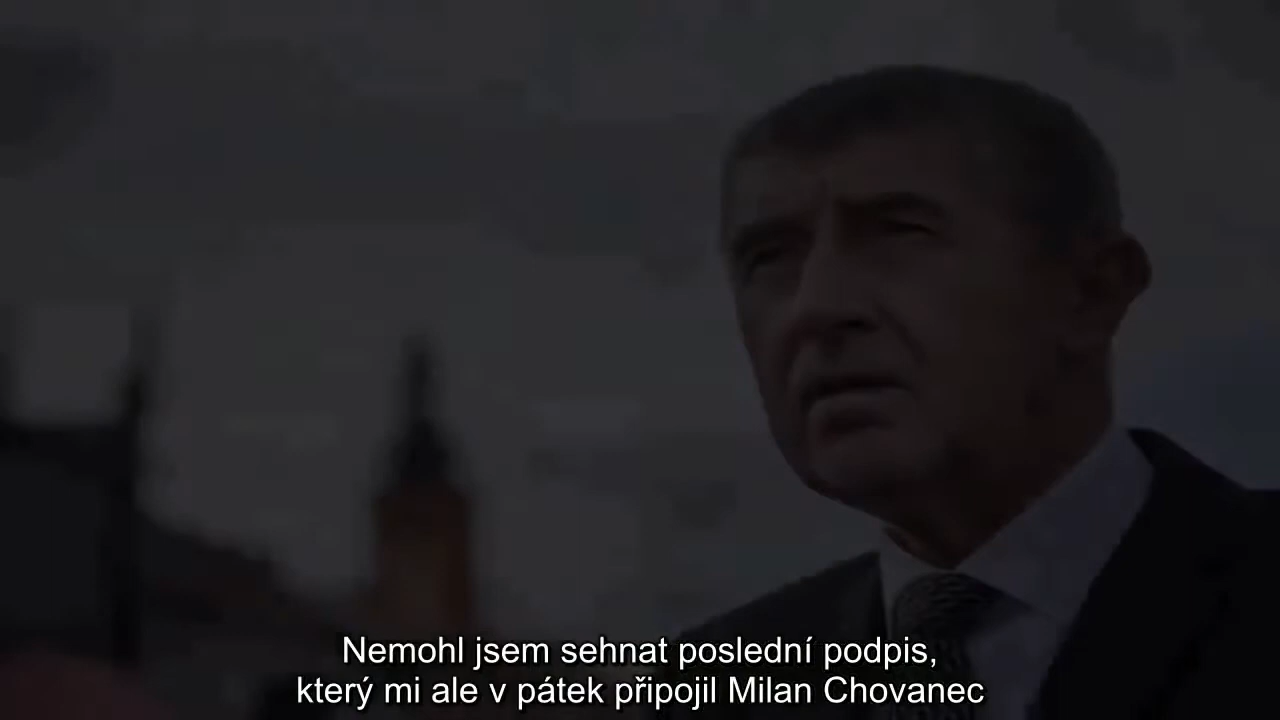 Nemohl jsem sehnat poslední podpis,
který mi ale v pátek připojil Milan Chovanec